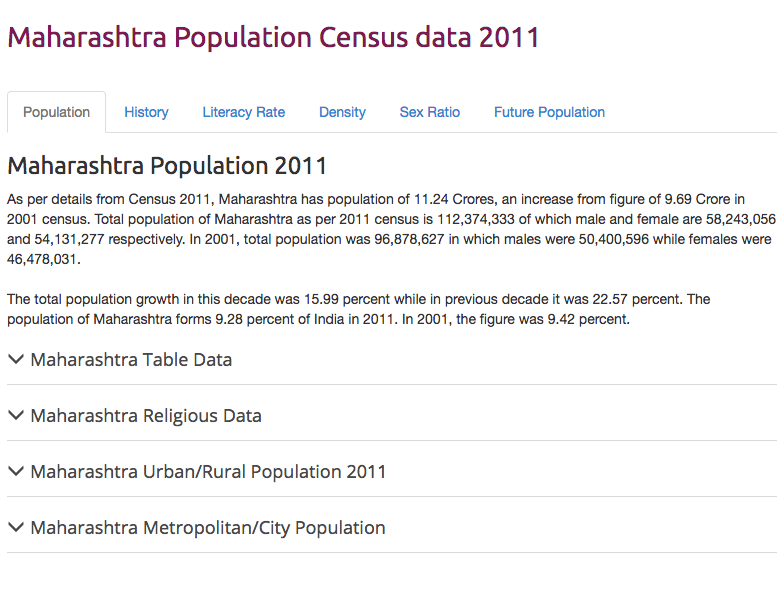 Maharashtra Population Census data 2011
Population History Literacy Rate Density Sex Ratio Future Population
Maharashtra Population 2011
As per details from Census 2011, Maharashtra has population of 11.24 Crores, an increase from figure of 9.69 Crore in
2001 census. Total population of Maharashtra as per 2011 census is 112,374,333 of which male and female are 58,243,056
and 54,131,277 respectively. In 2001, total population was 96,878,627 in which males were 50,400,596 while females were
46,478,031.
The total population growth in this decade was 15.99 percent while in previous decade it was 22.57 percent. The
population of Maharashtra forms 9.28 percent of India in 2011. In 2001, the figure was 9.42 percent.
Maharashtra Table Data
Maharashtra Religious Data
Maharashtra Urban/Rural Population 2011
Maharashtra Metropolitan/City Population